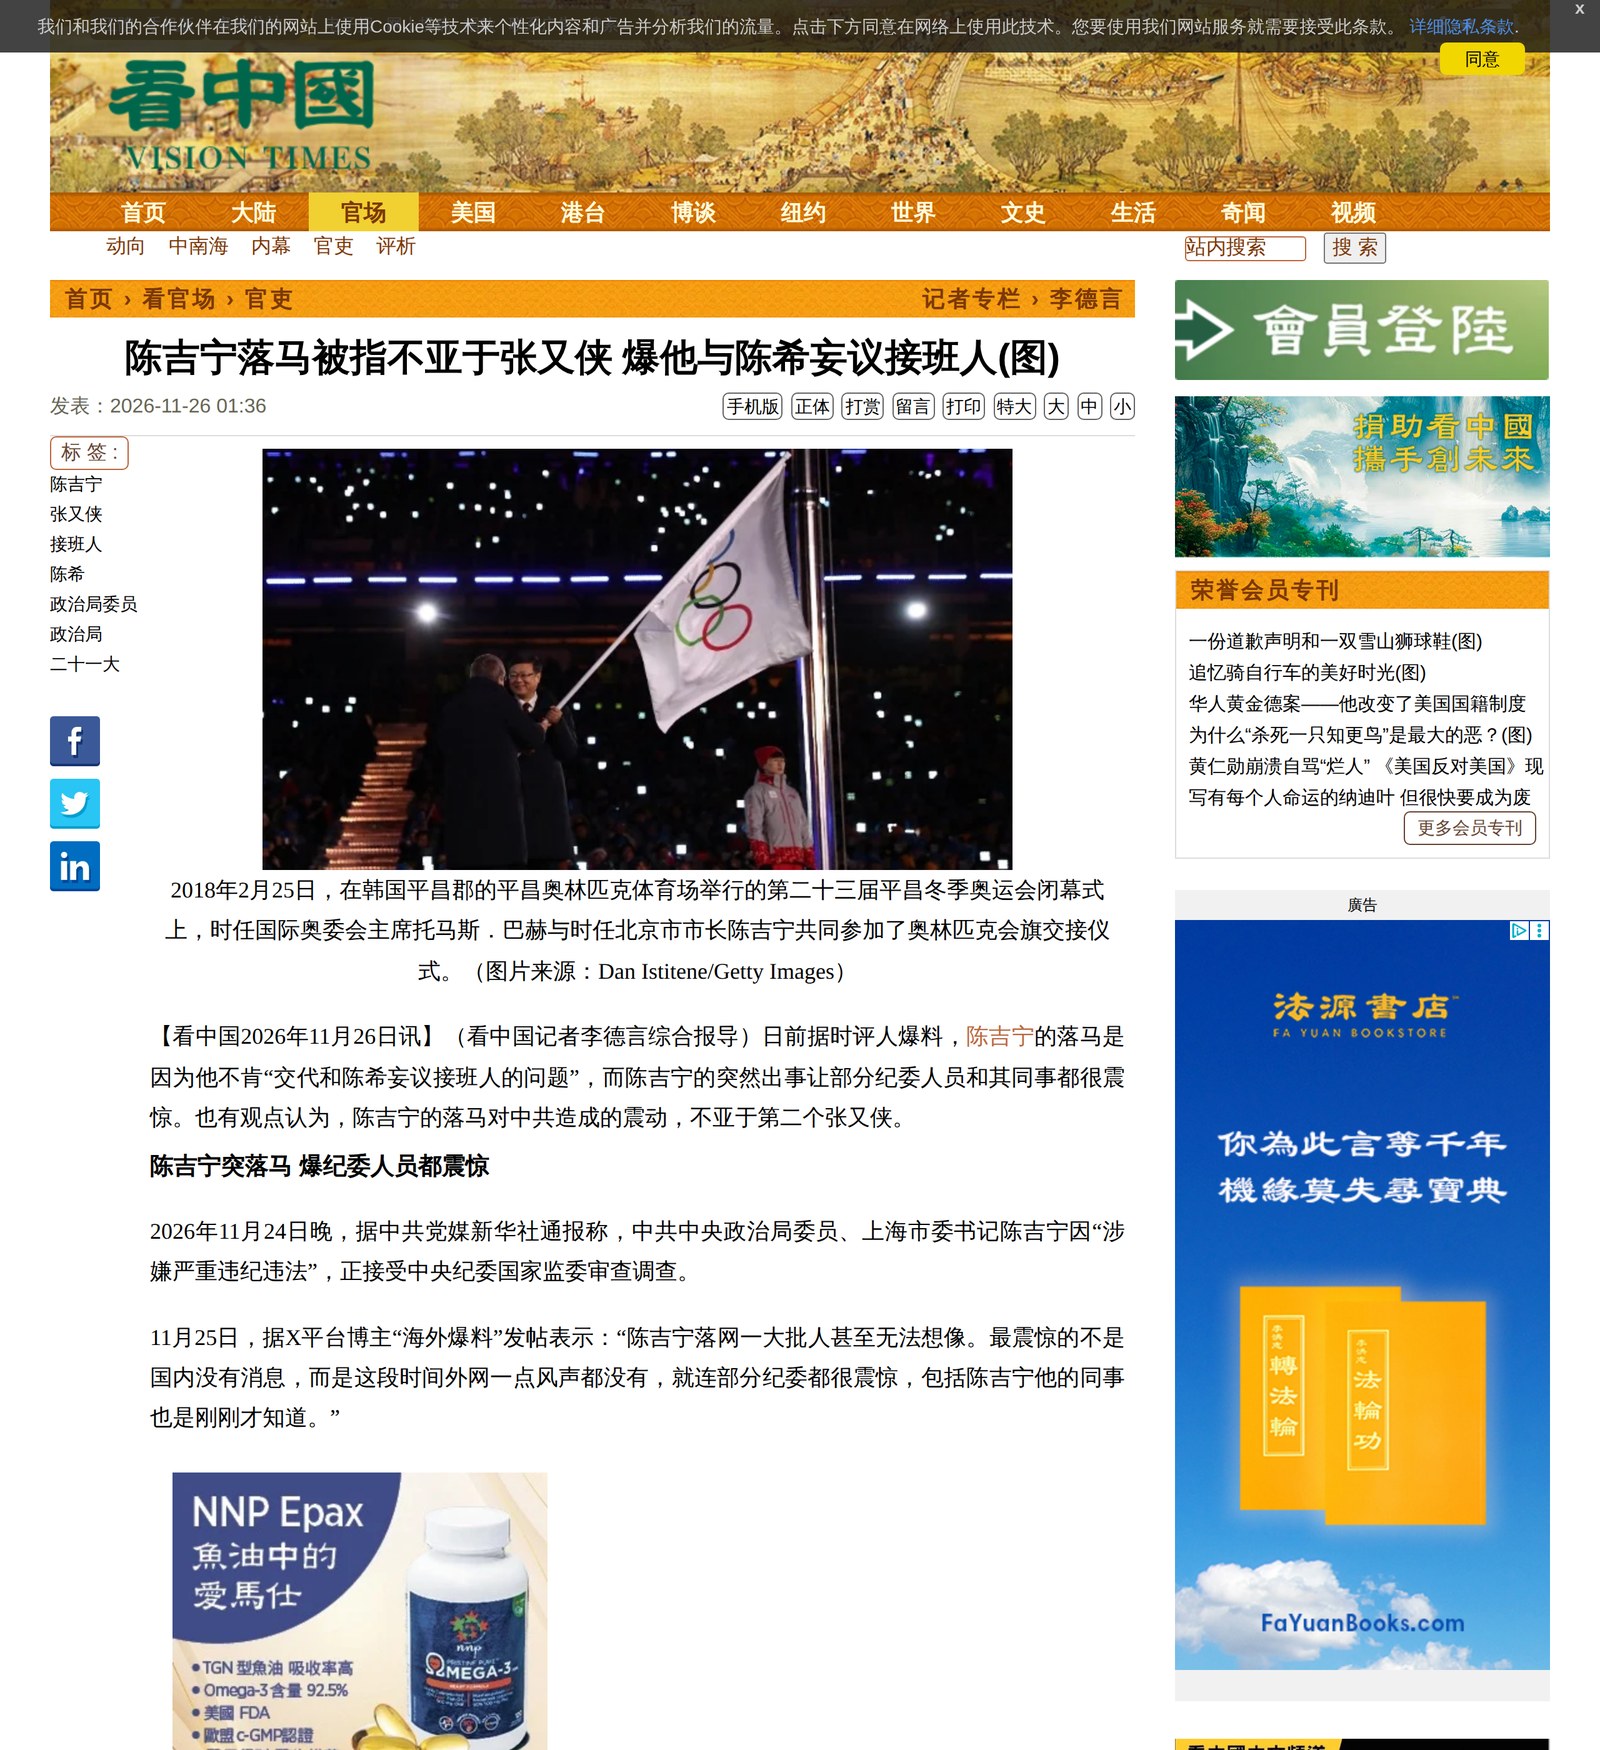 我们和我们的合作伙伴在我们的网站上使用Cookie等技术来个性化内容和广告并分析我们的流量。点击下方同意在网络上使用此技术。您要使用我们网站服务就需要接受此条款。 详细隐私条款.
x
同意
看中國
VISION TIMES
首页 大陆 官场 美国 港台 博谈 纽约 世界 文史 生活 奇闻 视频
动向 中南海 内幕 官吏 评析
站内搜索 搜 索
首页 › 看官场 › 官吏
记者专栏 › 李德言
陈吉宁落马被指不亚于张又侠 爆他与陈希妄议接班人(图)
发表：2026-11-26 01:36
手机版 正体 打赏 留言 打印 特大 大 中 小
标 签 :
陈吉宁
张又侠
接班人
陈希
政治局委员
政治局
二十一大
2018年2月25日，在韩国平昌郡的平昌奥林匹克体育场举行的第二十三届平昌冬季奥运会闭幕式
上，时任国际奥委会主席托马斯．巴赫与时任北京市市长陈吉宁共同参加了奥林匹克会旗交接仪
式。（图片来源：Dan Istitene/Getty Images）
【看中国2026年11月26日讯】（看中国记者李德言综合报导）日前据时评人爆料，陈吉宁的落马是
因为他不肯“交代和陈希妄议接班人的问题”，而陈吉宁的突然出事让部分纪委人员和其同事都很震
惊。也有观点认为，陈吉宁的落马对中共造成的震动，不亚于第二个张又侠。
陈吉宁突落马 爆纪委人员都震惊
2026年11月24日晚，据中共党媒新华社通报称，中共中央政治局委员、上海市委书记陈吉宁因“涉
嫌严重违纪违法”，正接受中央纪委国家监委审查调查。
11月25日，据X平台博主“海外爆料”发帖表示：“陈吉宁落网一大批人甚至无法想像。最震惊的不是
国内没有消息，而是这段时间外网一点风声都没有，就连部分纪委都很震惊，包括陈吉宁他的同事
也是刚刚才知道。”
NNP Epax
魚油中的
愛馬仕
●TGN 型魚油 吸收率高
●Omega-3 含量 92.5%
●美國 FDA
●歐盟 c-GMP認證
nnp
PRISTINE PURE
OMEGA-3
會員登陸
捐助看中國
攜手創未來
荣誉会员专刊
一份道歉声明和一双雪山狮球鞋(图)
追忆骑自行车的美好时光(图)
华人黄金德案——他改变了美国国籍制度
为什么“杀死一只知更鸟”是最大的恶？(图)
黄仁勋崩溃自骂“烂人” 《美国反对美国》现
写有每个人命运的纳迪叶 但很快要成为废
更多会员专刊
廣告
法源書店
FA YUAN BOOKSTORE
你為此言尊千年
機緣莫失尋寶典
李洪志
轉法輪
李洪志
法輪功
FaYuanBooks.com